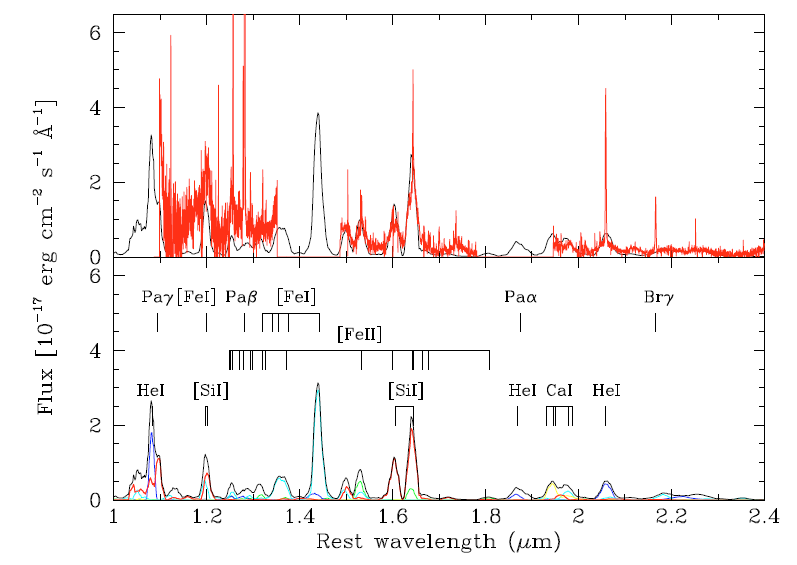 6
4
2
0
6
Paγ [FeI] Paβ [FeI] Paα Brγ
[FeII]
4
HeI [SiI] [SiI] HeI CaI HeI
2
0
1 1.2 1.4 1.6 1.8 2 2.2 2.4
Rest wavelength (μm)
Flux [10⁻¹⁷ erg cm⁻² s⁻¹ Å⁻¹]